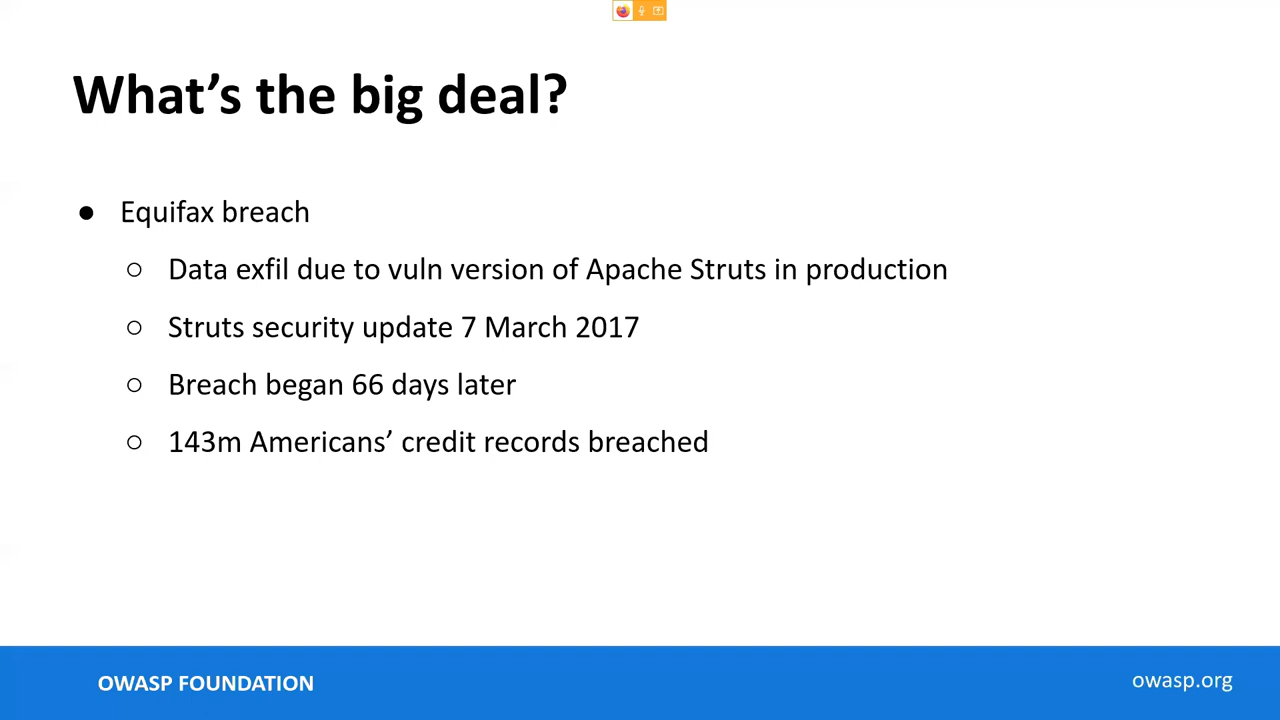 What’s the big deal?
● Equifax breach
○ Data exfil due to vuln version of Apache Struts in production
○ Struts security update 7 March 2017
○ Breach began 66 days later
○ 143m Americans’ credit records breached
OWASP FOUNDATION
owasp.org